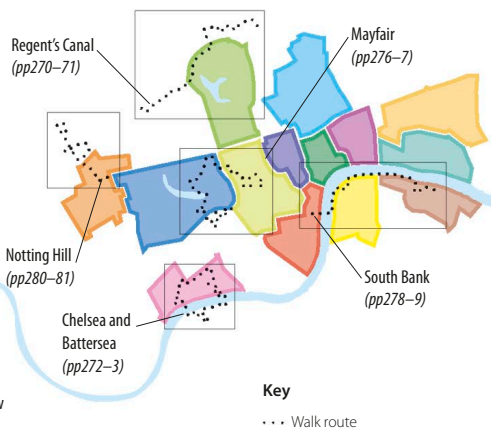 Regent's Canal
(pp270–71)
Mayfair
(pp276–7)
Notting Hill
(pp280–81)
South Bank
(pp278–9)
Chelsea and
Battersea
(pp272–3)
Key
Walk route